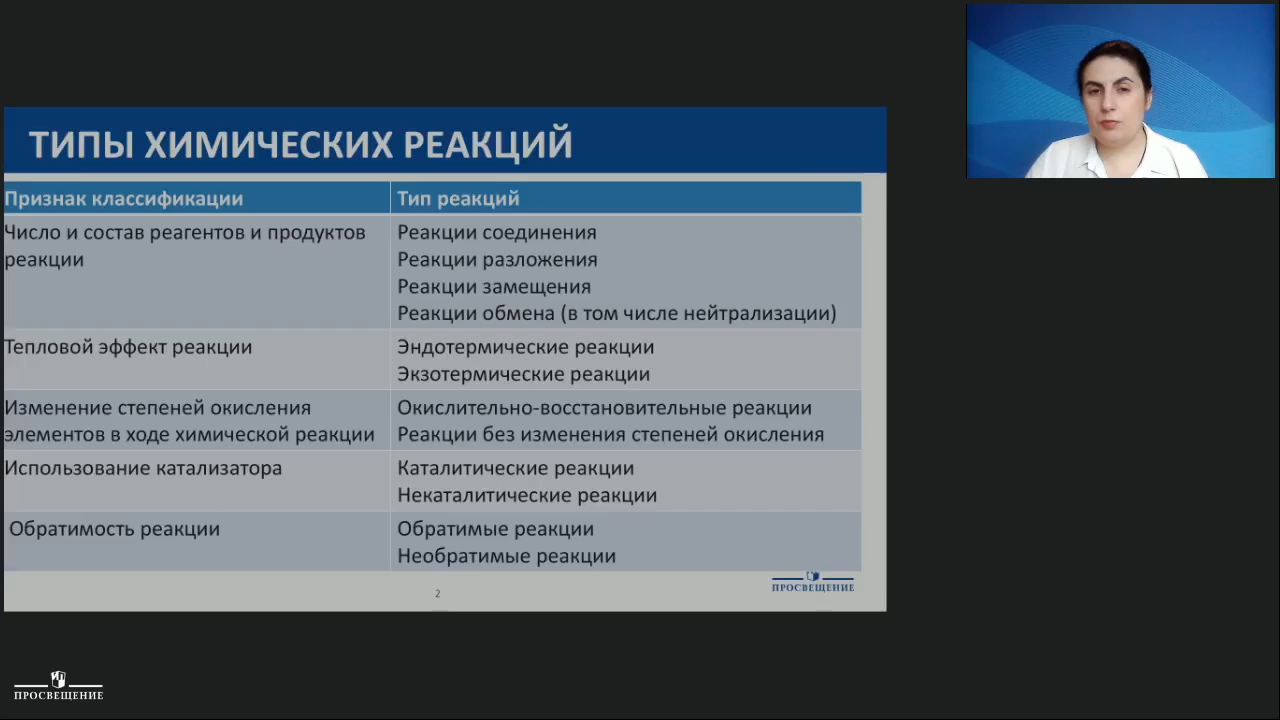 ТИПЫ ХИМИЧЕСКИХ РЕАКЦИЙ
Признак классификации
Тип реакций
Число и состав реагентов и продуктов
реакции
Реакции соединения
Реакции разложения
Реакции замещения
Реакции обмена (в том числе нейтрализации)
Тепловой эффект реакции
Эндотермические реакции
Экзотермические реакции
Изменение степеней окисления
элементов в ходе химической реакции
Окислительно-восстановительные реакции
Реакции без изменения степеней окисления
Использование катализатора
Каталитические реакции
Некаталитические реакции
Обратимость реакции
Обратимые реакции
Необратимые реакции
ПРОСВЕЩЕНИЕ
2
ПРОСВЕЩЕНИЕ